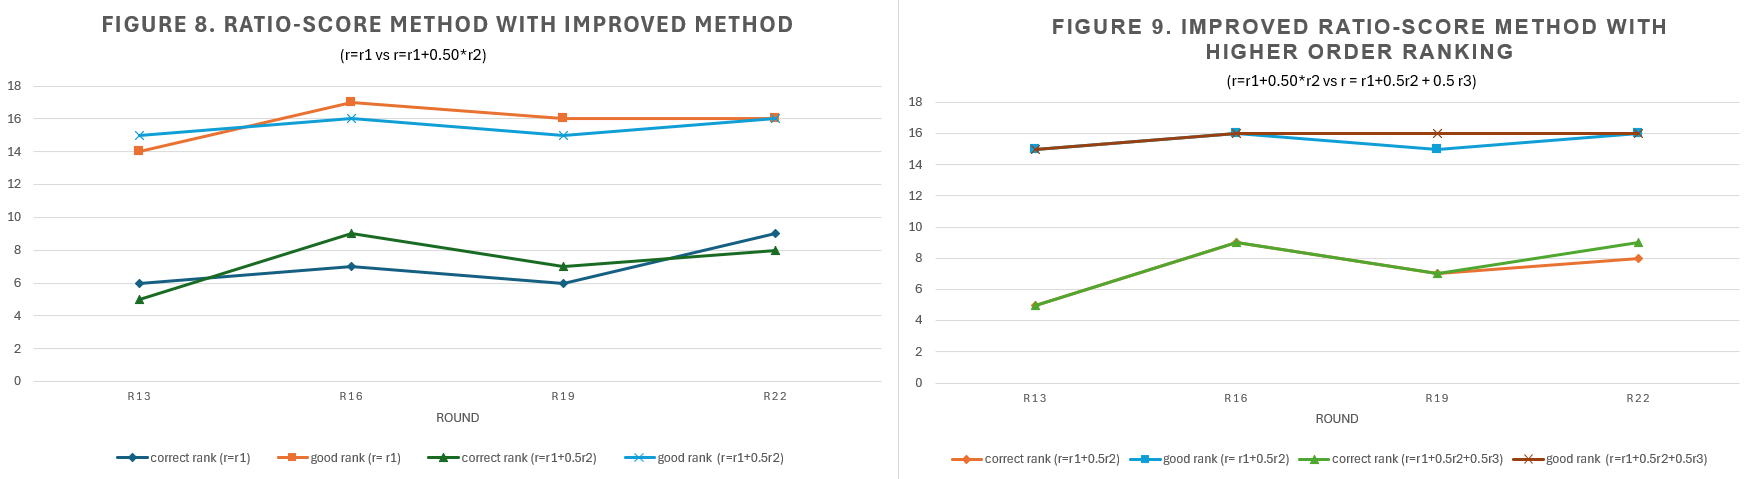 FIGURE 8. RATIO-SCORE METHOD WITH IMPROVED METHOD
(r=r1 vs r=r1+0.50*r2)
18
16
14
12
10
8
6
4
2
0
R13 R16 R19 R22
ROUND
correct rank (r=r1) good rank (r= r1) correct rank (r=r1+0.5r2) good rank (r=r1+0.5r2)
FIGURE 9. IMPROVED RATIO-SCORE METHOD WITH
HIGHER ORDER RANKING
(r=r1+0.50*r2 vs r = r1+0.5r2 + 0.5 r3)
18
16
14
12
10
8
6
4
2
0
R13 R16 R19 R22
ROUND
correct rank (r=r1+0.5r2) good rank (r= r1+0.5r2) correct rank (r=r1+0.5r2+0.5r3) good rank (r=r1+0.5r2+0.5r3)